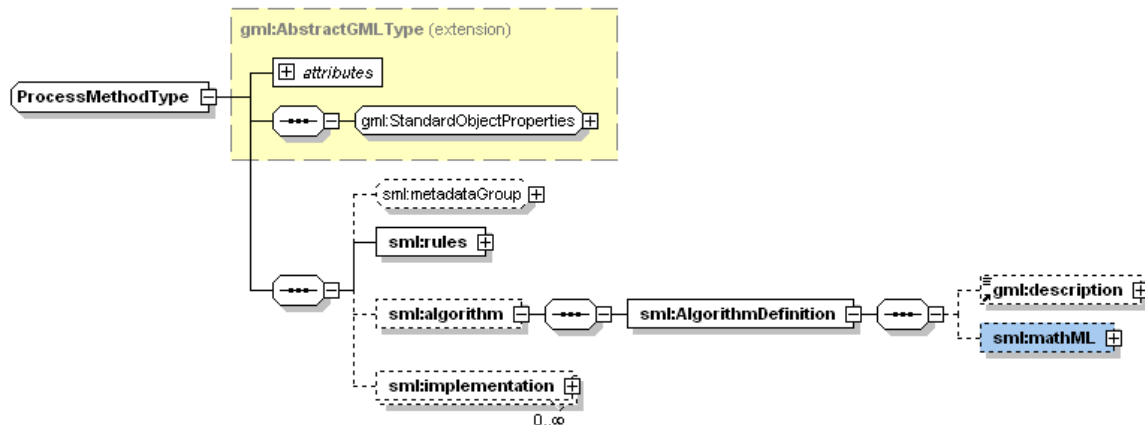 gml:AbstractGMLType (extension)
attributes
ProcessMethodType
gml:StandardObjectProperties
sml:metadataGroup
sml:rules
gml:description
sml:algorithm
sml:AlgorithmDefinition
sml:mathML
sml:implementation
0..∞